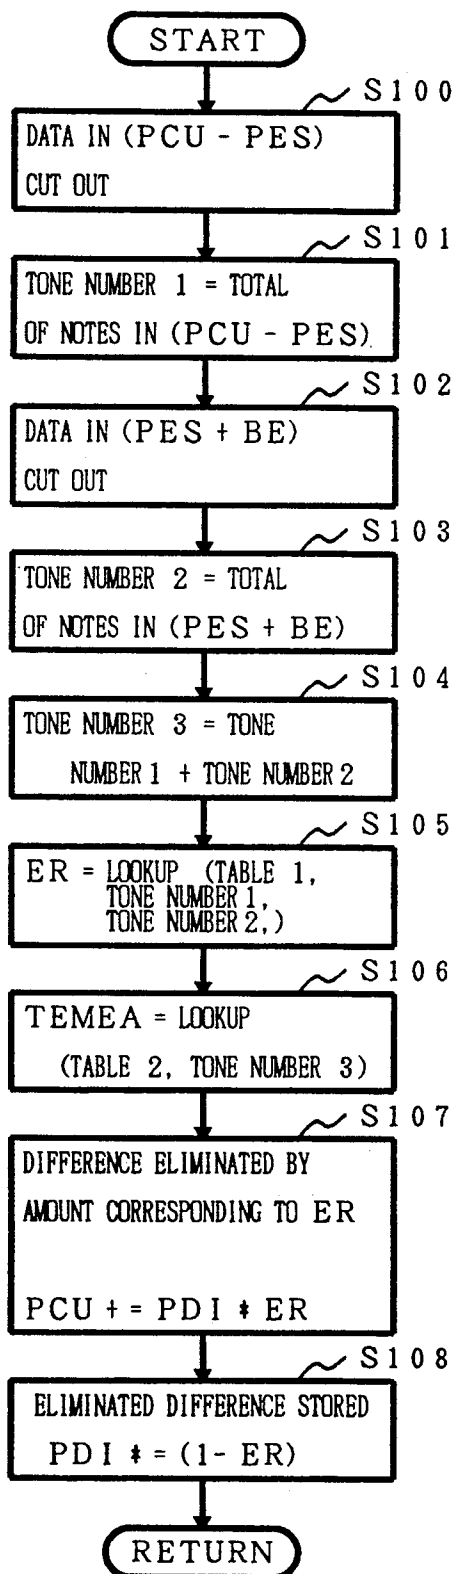 START
S100
DATA IN (PCU - PES)
CUT OUT
S101
TONE NUMBER 1 = TOTAL
OF NOTES IN (PCU - PES)
S102
DATA IN (PES + BE)
CUT OUT
S103
TONE NUMBER 2 = TOTAL
OF NOTES IN (PES + BE)
S104
TONE NUMBER 3 = TONE
NUMBER 1 + TONE NUMBER 2
S105
ER = LOOKUP (TABLE 1,
TONE NUMBER 1,
TONE NUMBER 2,)
S106
TEMEA = LOOKUP
(TABLE 2, TONE NUMBER 3)
S107
DIFFERENCE ELIMINATED BY
AMOUNT CORRESPONDING TO ER
PCU += PDI * ER
S108
ELIMINATED DIFFERENCE STORED
PDI *= (1- ER)
RETURN